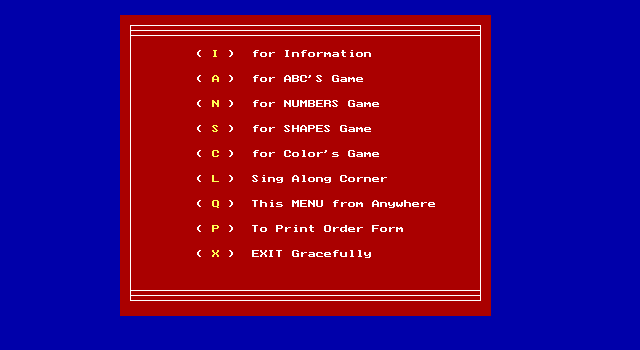 ( I ) for Information
( A ) for ABC'S Game
( N ) for NUMBERS Game
( S ) for SHAPES Game
( C ) for Color's Game
( L ) Sing Along Corner
( Q ) This MENU from Anywhere
( P ) To Print Order Form
( X ) EXIT Gracefully